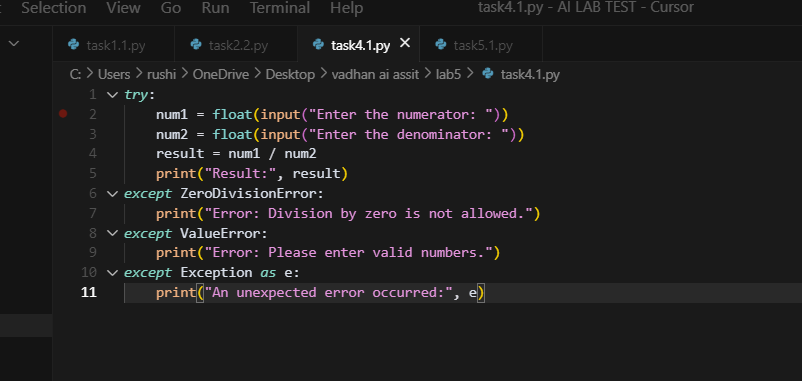 Selection View Go Run Terminal Help task4.1.py - AI LAB TEST - Cursor
task1.1.py task2.2.py task4.1.py task5.1.py
C: > Users > rushi > OneDrive > Desktop > vadhan ai assit > lab5 > task4.1.py
1 try:
2 num1 = float(input("Enter the numerator: "))
3 num2 = float(input("Enter the denominator: "))
4 result = num1 / num2
5 print("Result:", result)
6 except ZeroDivisionError:
7 print("Error: Division by zero is not allowed.")
8 except ValueError:
9 print("Error: Please enter valid numbers.")
10 except Exception as e:
11 print("An unexpected error occurred:", e)